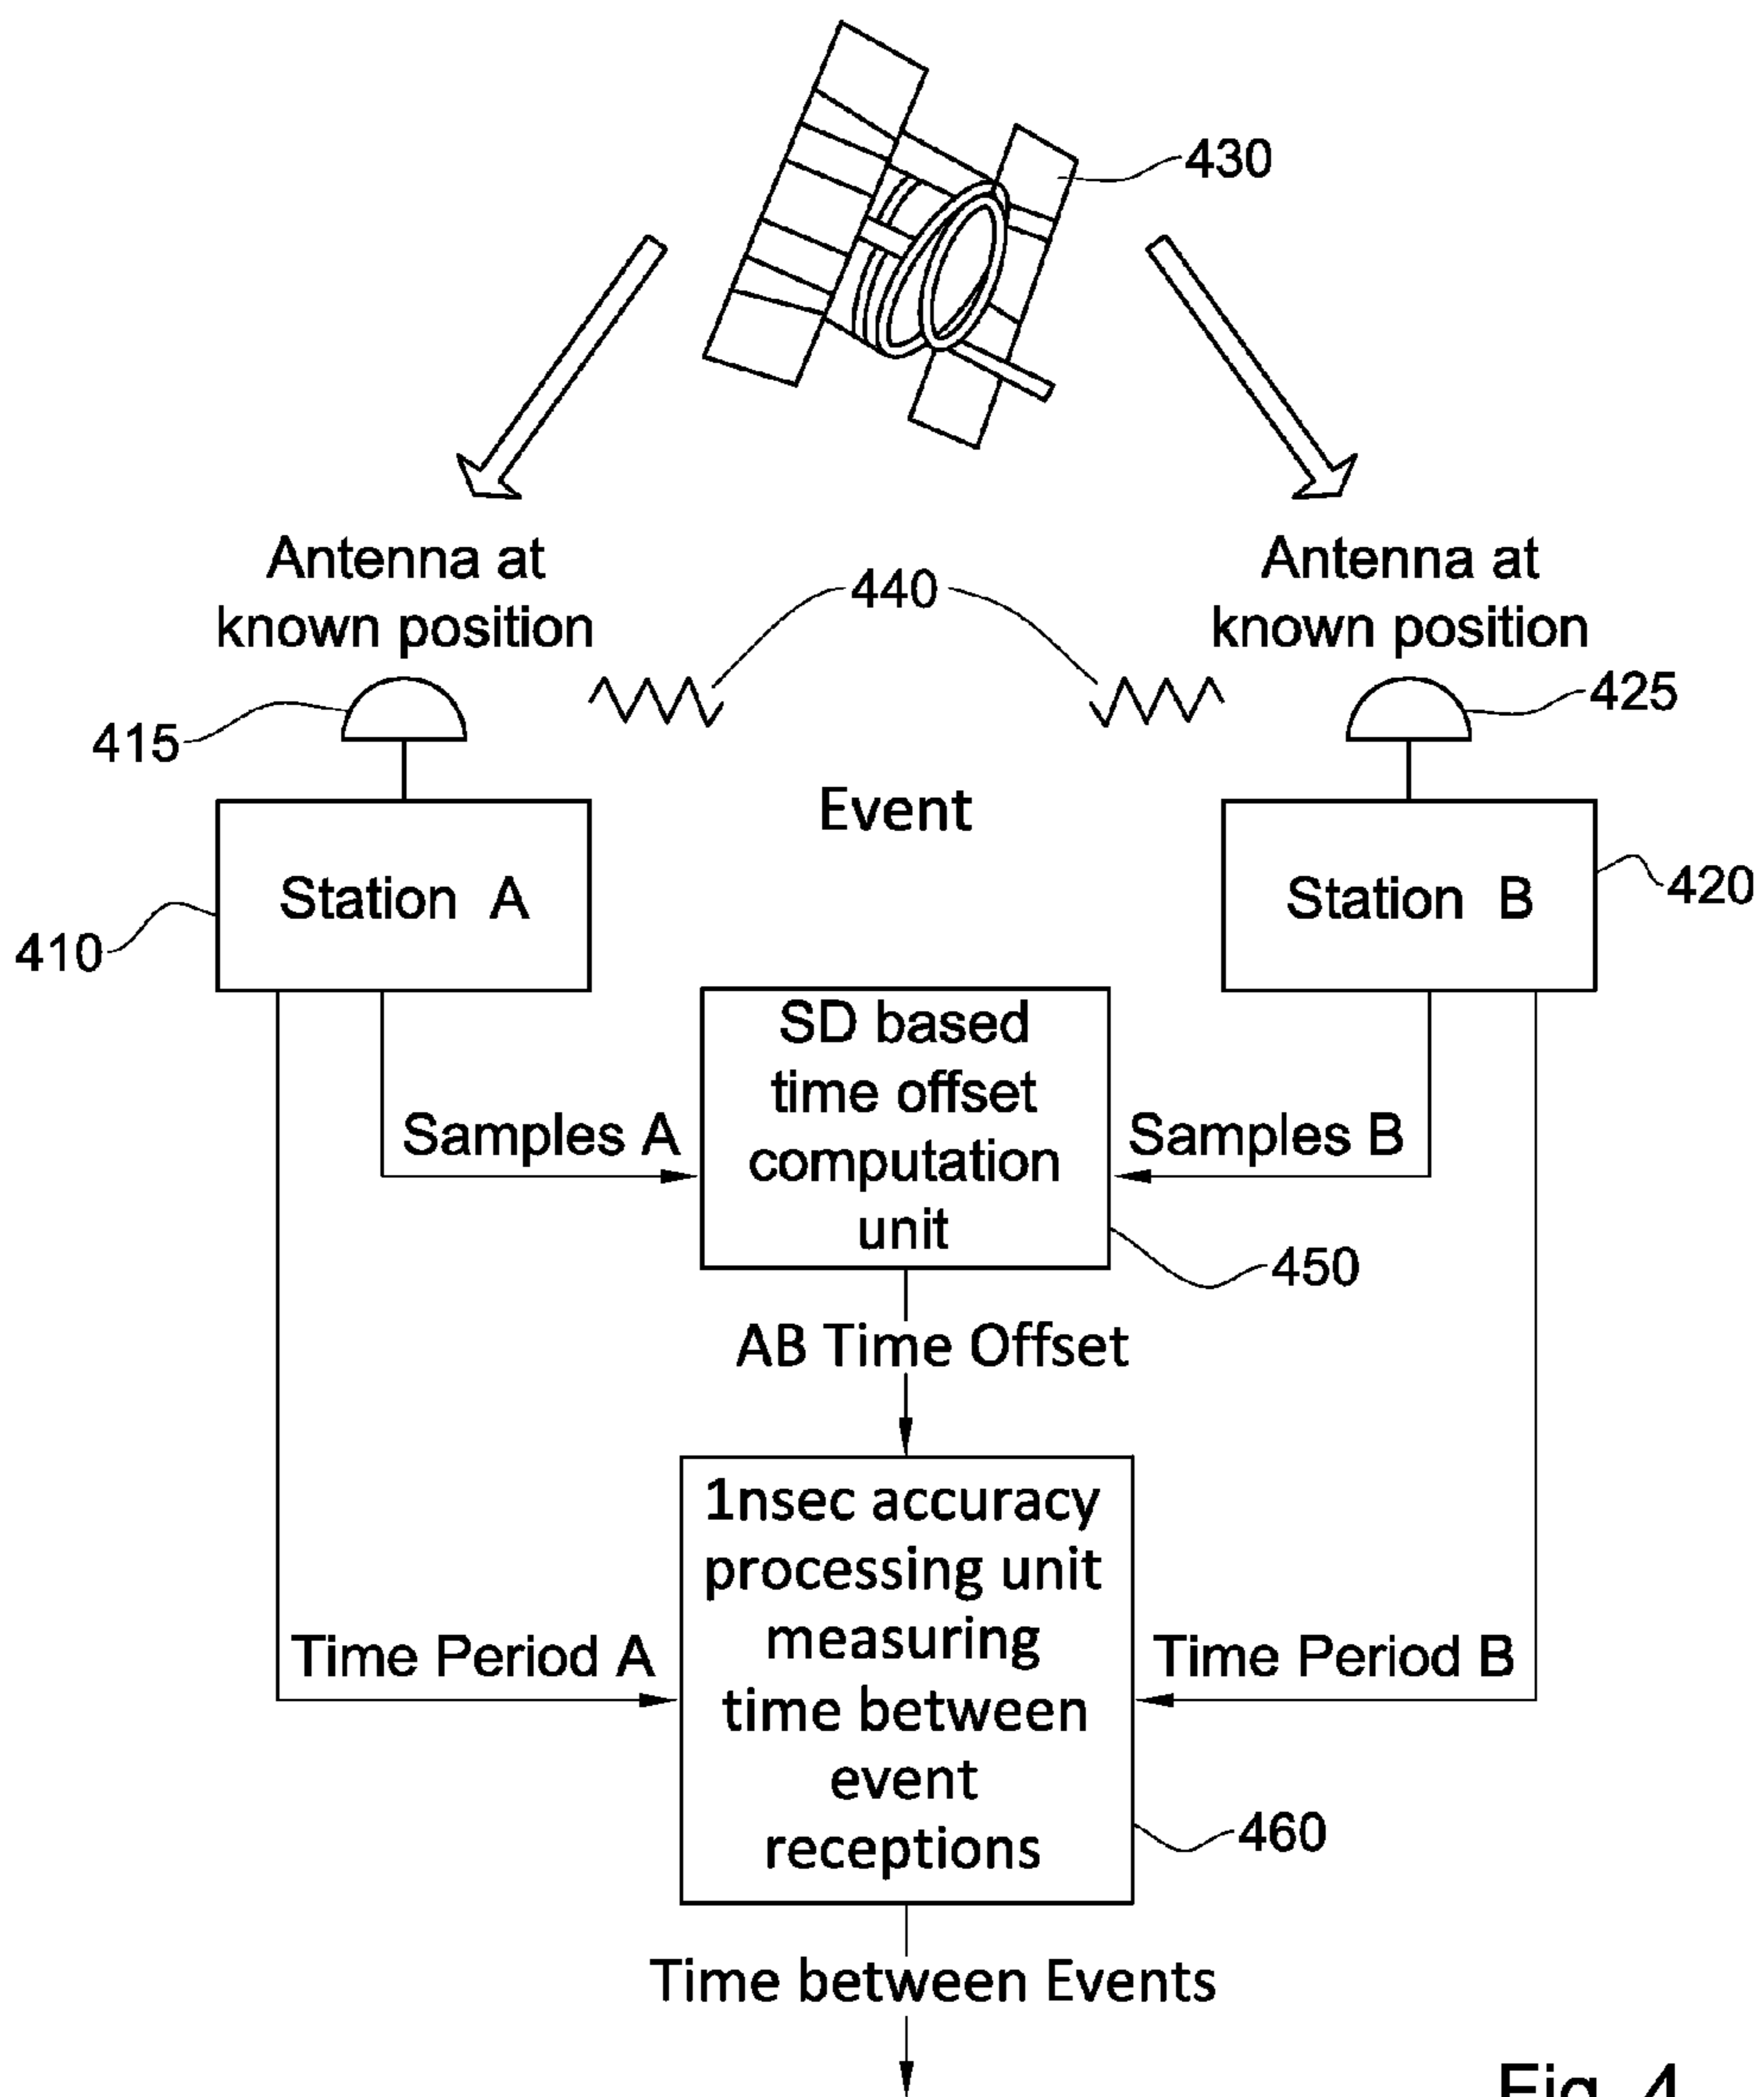 430
Antenna at
known position
440
Antenna at
known position
415
425
Event
Station A
Station B
410
420
SD based
time offset
computation
unit
Samples A
Samples B
450
AB Time Offset
1nsec accuracy
processing unit
measuring
time between
event
receptions
Time Period A
Time Period B
460
Time between Events
Fig. 4